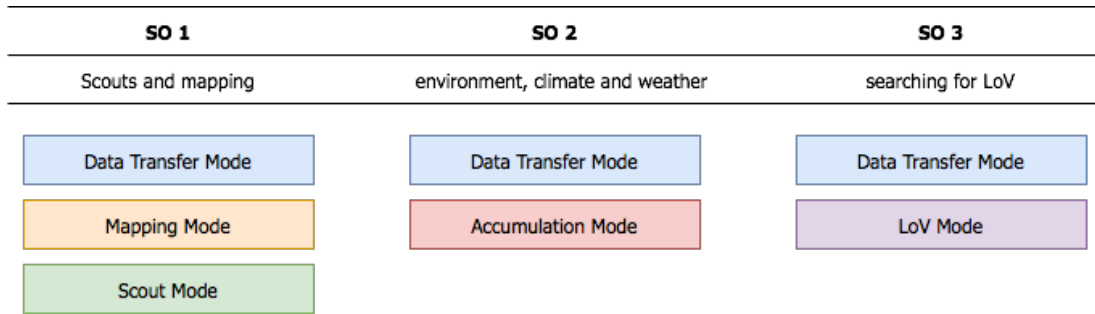 SO 1 SO 2 SO 3
Scouts and mapping environment, climate and weather searching for LoV
Data Transfer Mode Data Transfer Mode Data Transfer Mode
Mapping Mode Accumulation Mode LoV Mode
Scout Mode